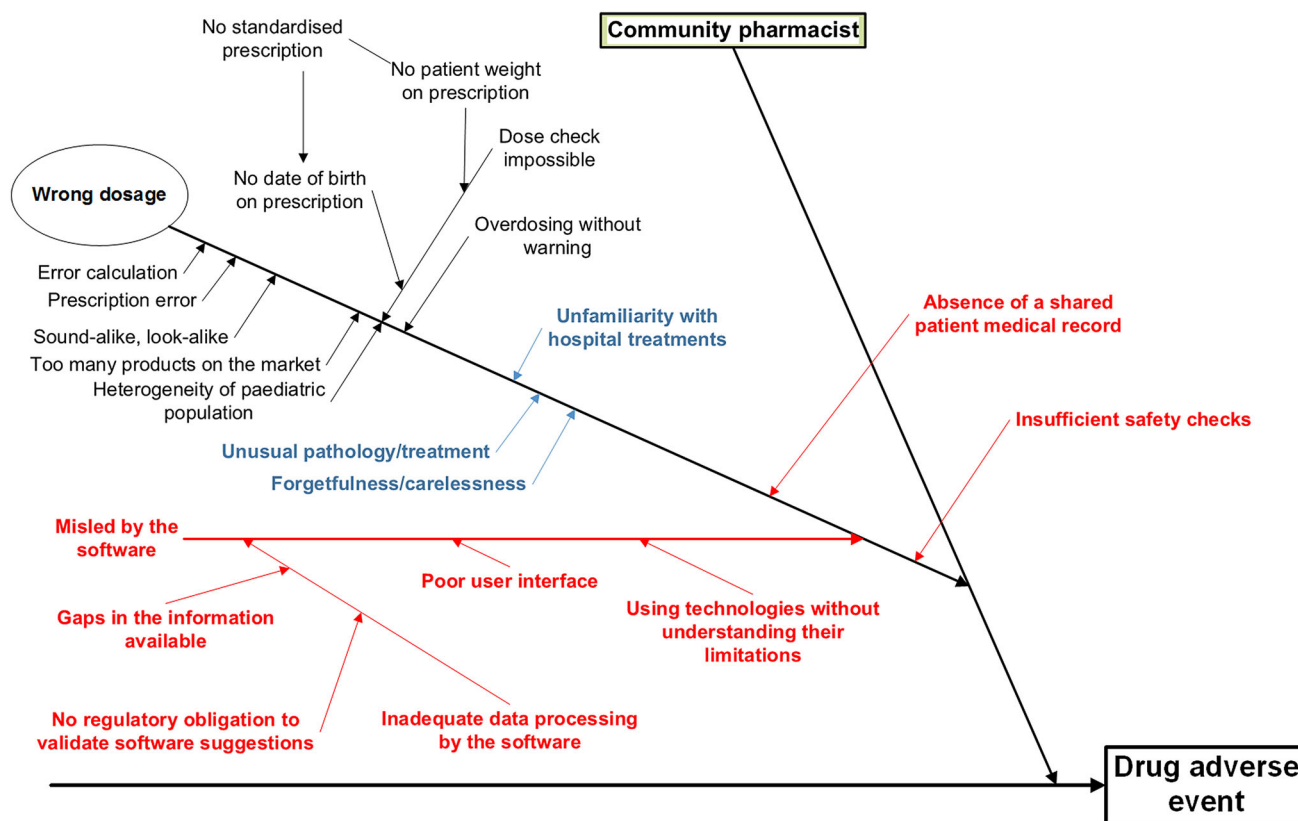 No standardised
prescription
Community pharmacist
No patient weight
on prescription
Dose check
impossible
Wrong dosage
No date of birth
on prescription
Overdosing without
warning
Error calculation
Prescription error
Sound-alike, look-alike
Too many products on the market
Heterogeneity of paediatric
population
Unfamiliarity with
hospital treatments
Absence of a shared
patient medical record
Insufficient safety checks
Unusual pathology/treatment
Forgetfulness/carelessness
Misled by the
software
Poor user interface
Using technologies without
understanding their
limitations
Gaps in the information
available
No regulatory obligation to
validate software suggestions
Inadequate data processing
by the software
Drug adverse
event